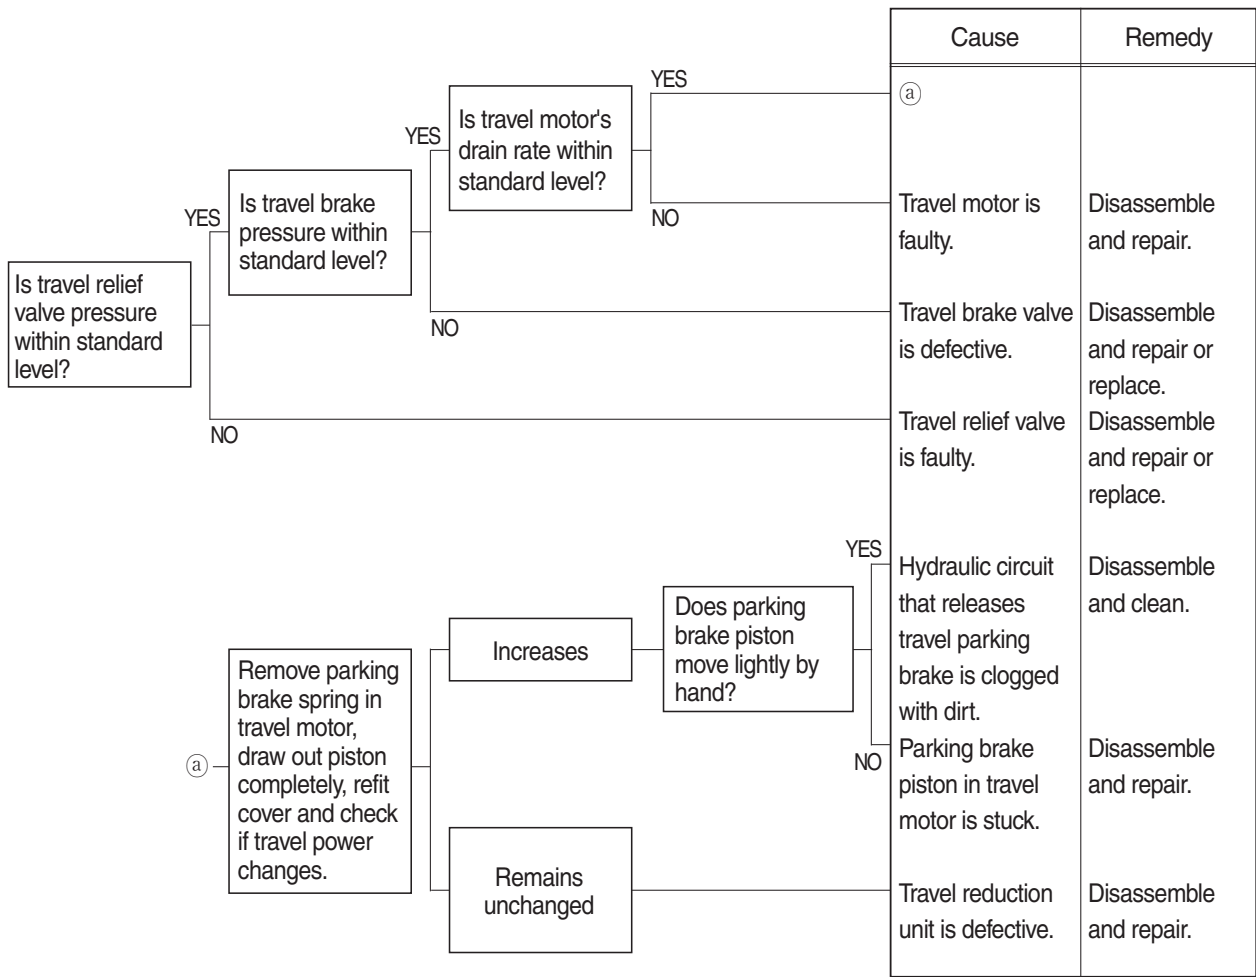 Cause
Remedy
YES
ⓐ
Is travel motor's
drain rate within
standard level?
YES
NO
Travel motor is
faulty.
Disassemble
and repair.
Is travel brake
pressure within
standard level?
YES
NO
Travel brake valve
is defective.
Disassemble
and repair or
replace.
Is travel relief
valve pressure
within standard
level?
NO
Travel relief valve
is faulty.
Disassemble
and repair or
replace.
YES
Hydraulic circuit
that releases
travel parking
brake is clogged
with dirt.
Disassemble
and clean.
Does parking
brake piston
move lightly by
hand?
Increases
ⓐ
Remove parking
brake spring in
travel motor,
draw out piston
completely, refit
cover and check
if travel power
changes.
NO
Parking brake
piston in travel
motor is stuck.
Disassemble
and repair.
Remains
unchanged
Travel reduction
unit is defective.
Disassemble
and repair.